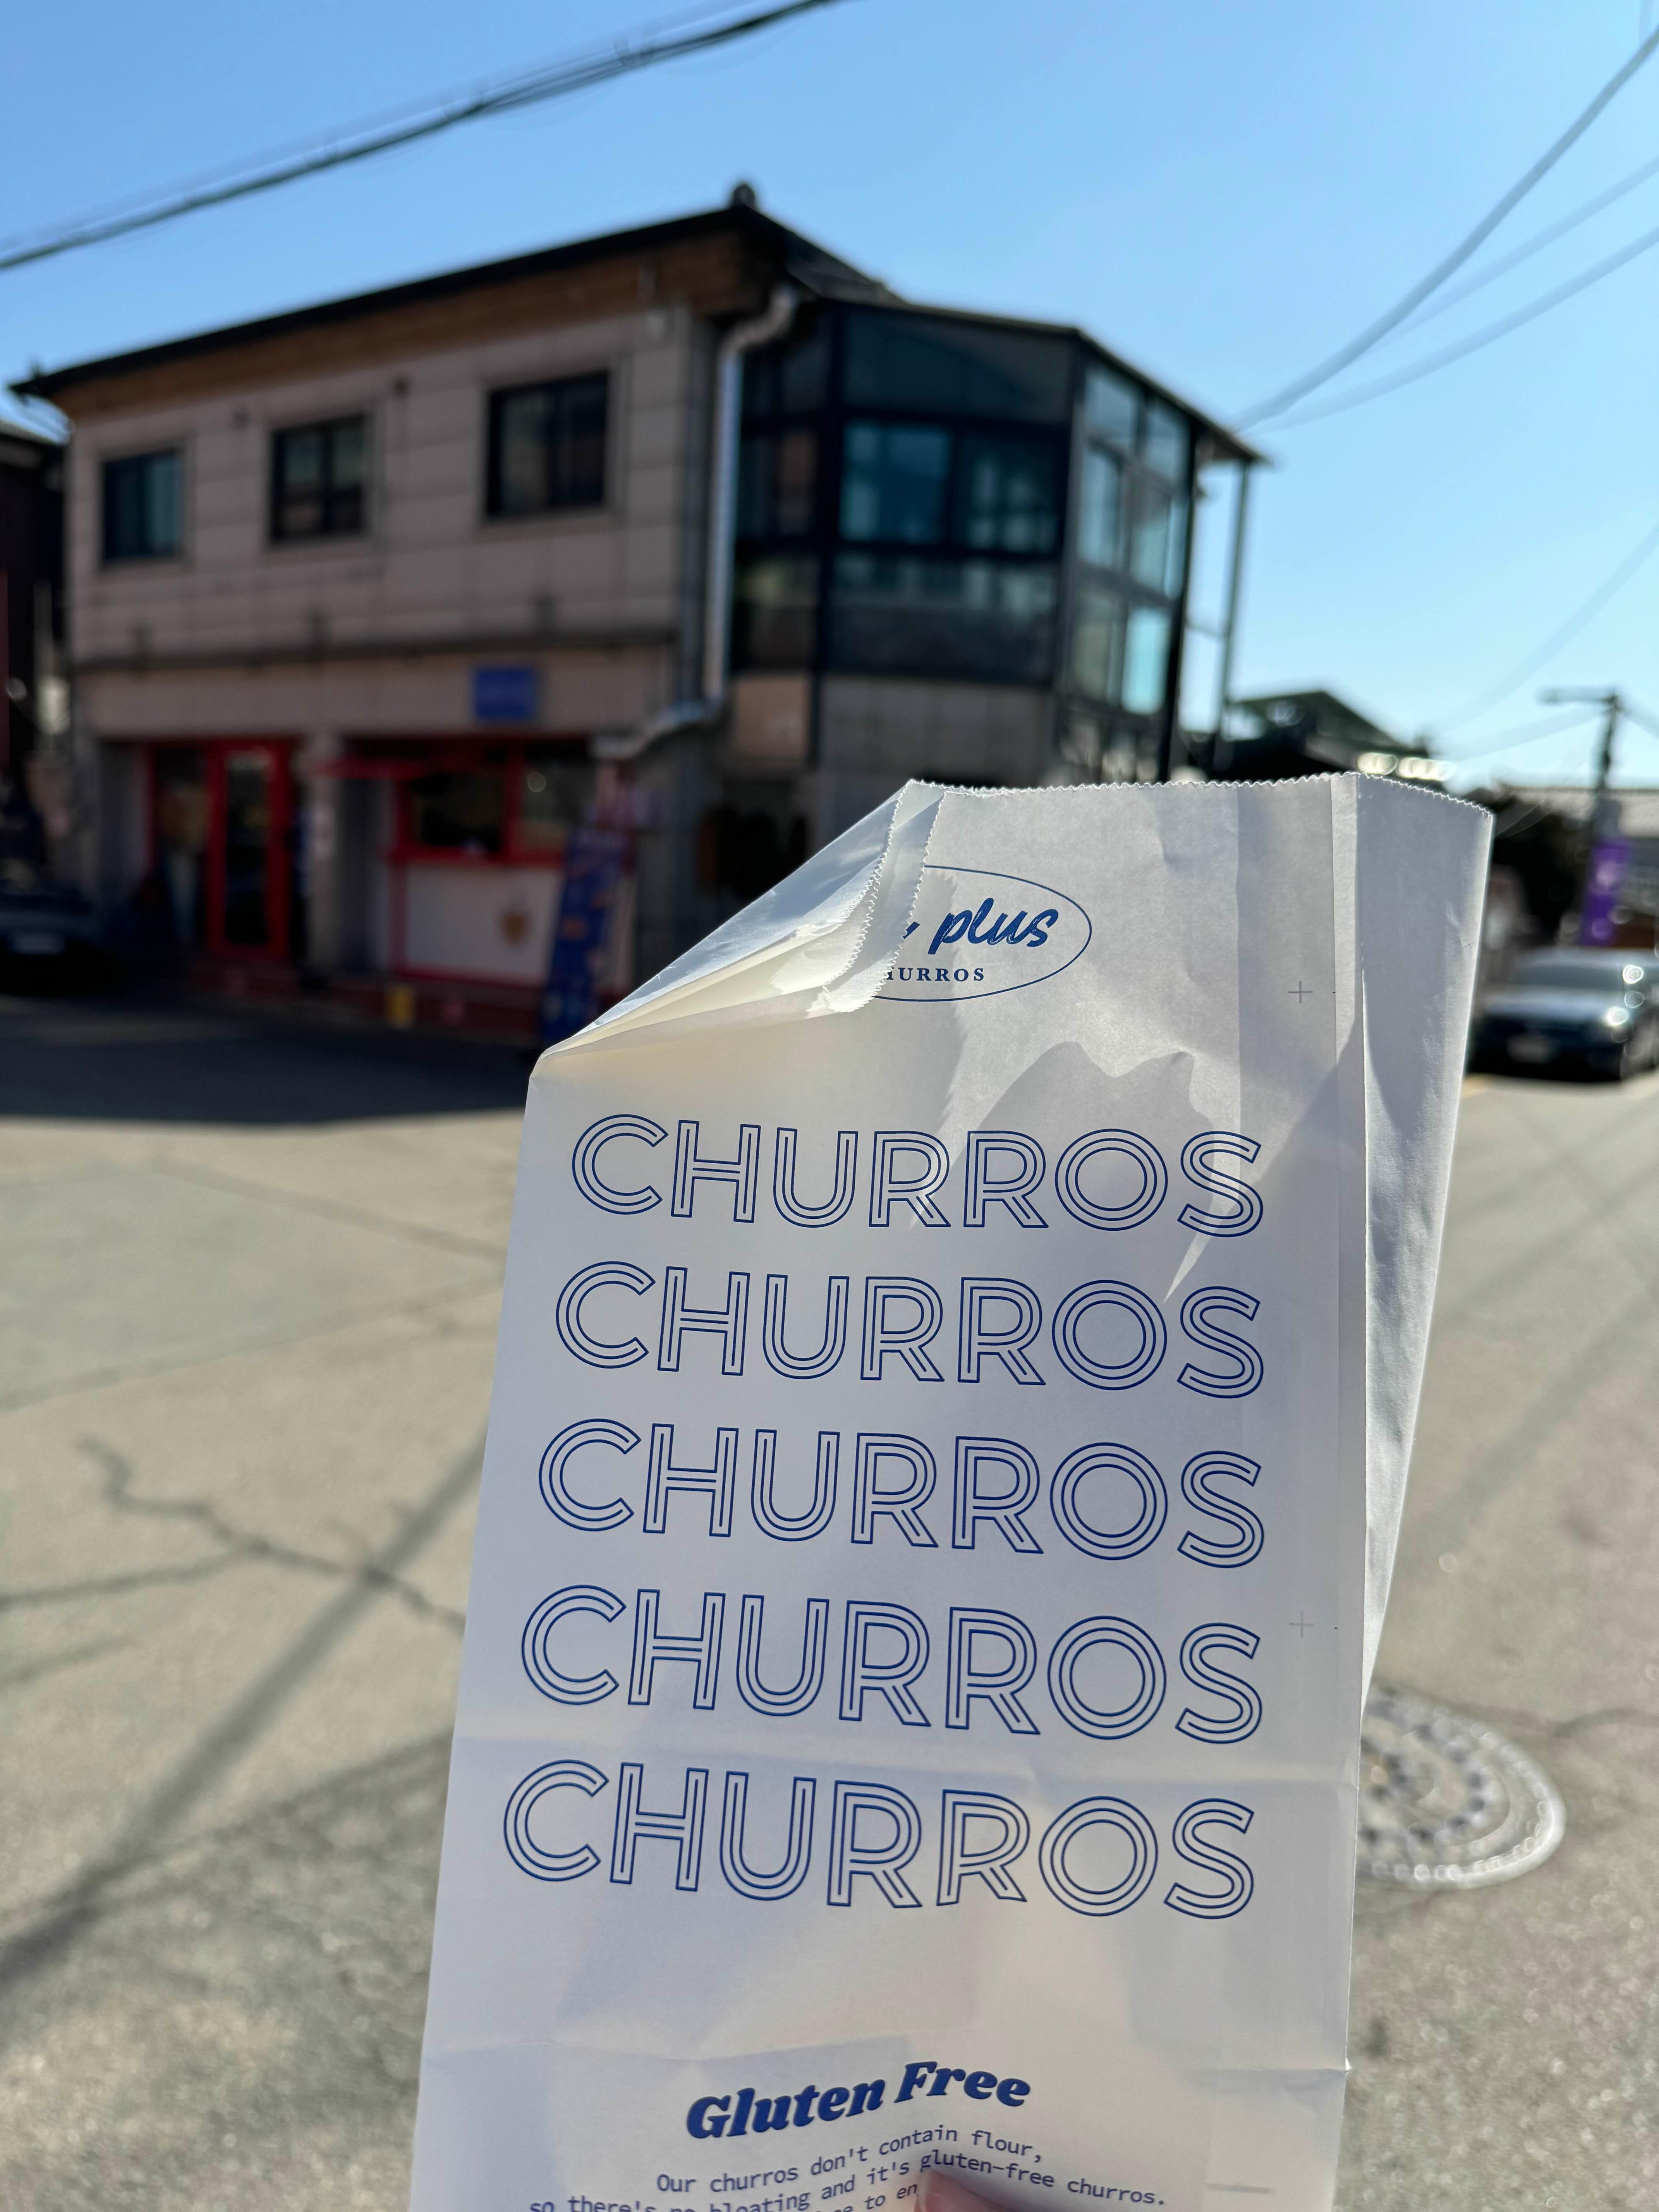 plus
CHURROS
CHURROS
CHURROS
CHURROS
CHURROS
Gluten Free
Our churros don't contain flour,
so there's no bloating and it's gluten-free churros.
to